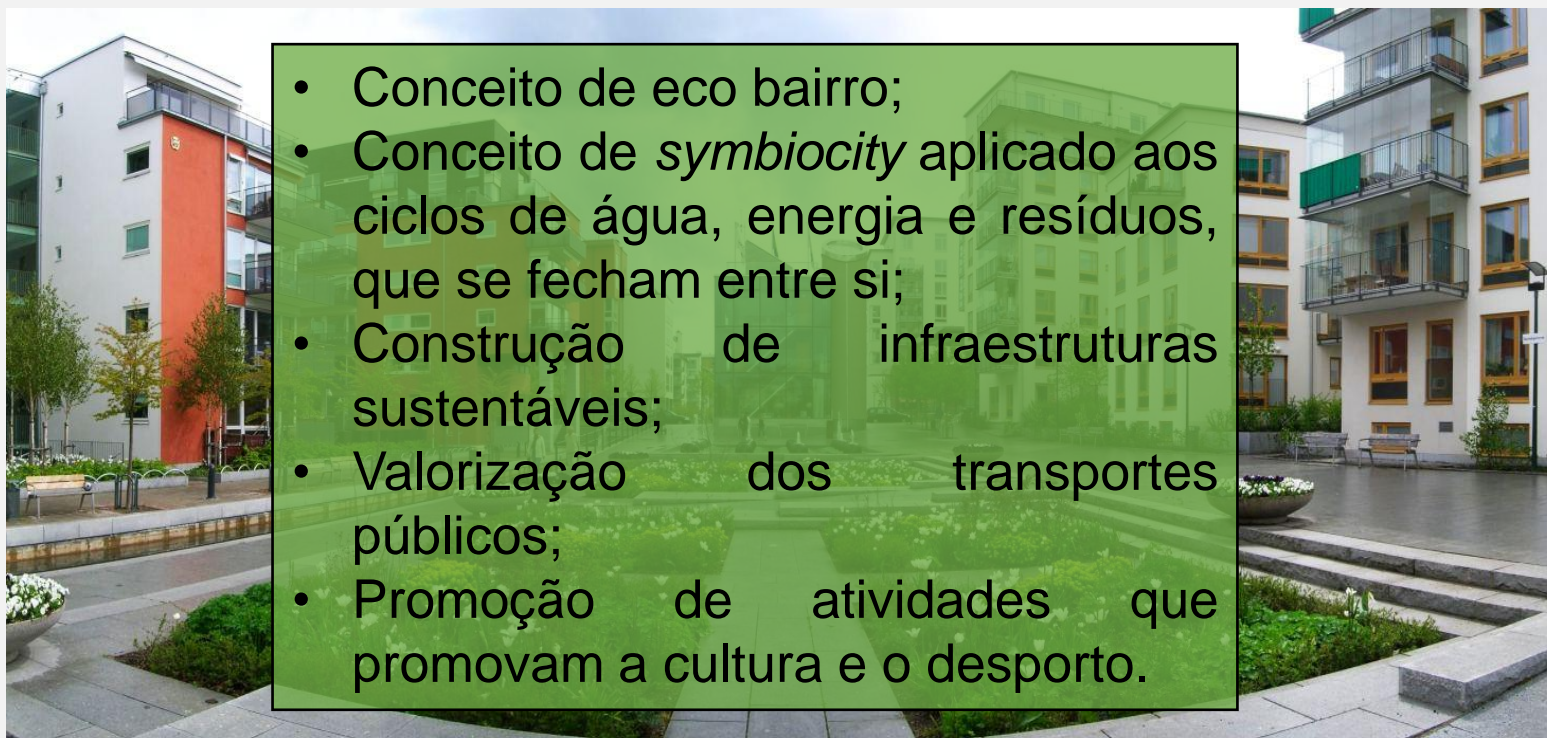 • Conceito de eco bairro;
• Conceito de symbiocity aplicado aos
ciclos de água, energia e resíduos,
que se fecham entre si;
• Construção de infraestruturas
sustentáveis;
• Valorização dos transportes
públicos;
• Promoção de atividades que
promovam a cultura e o desporto.